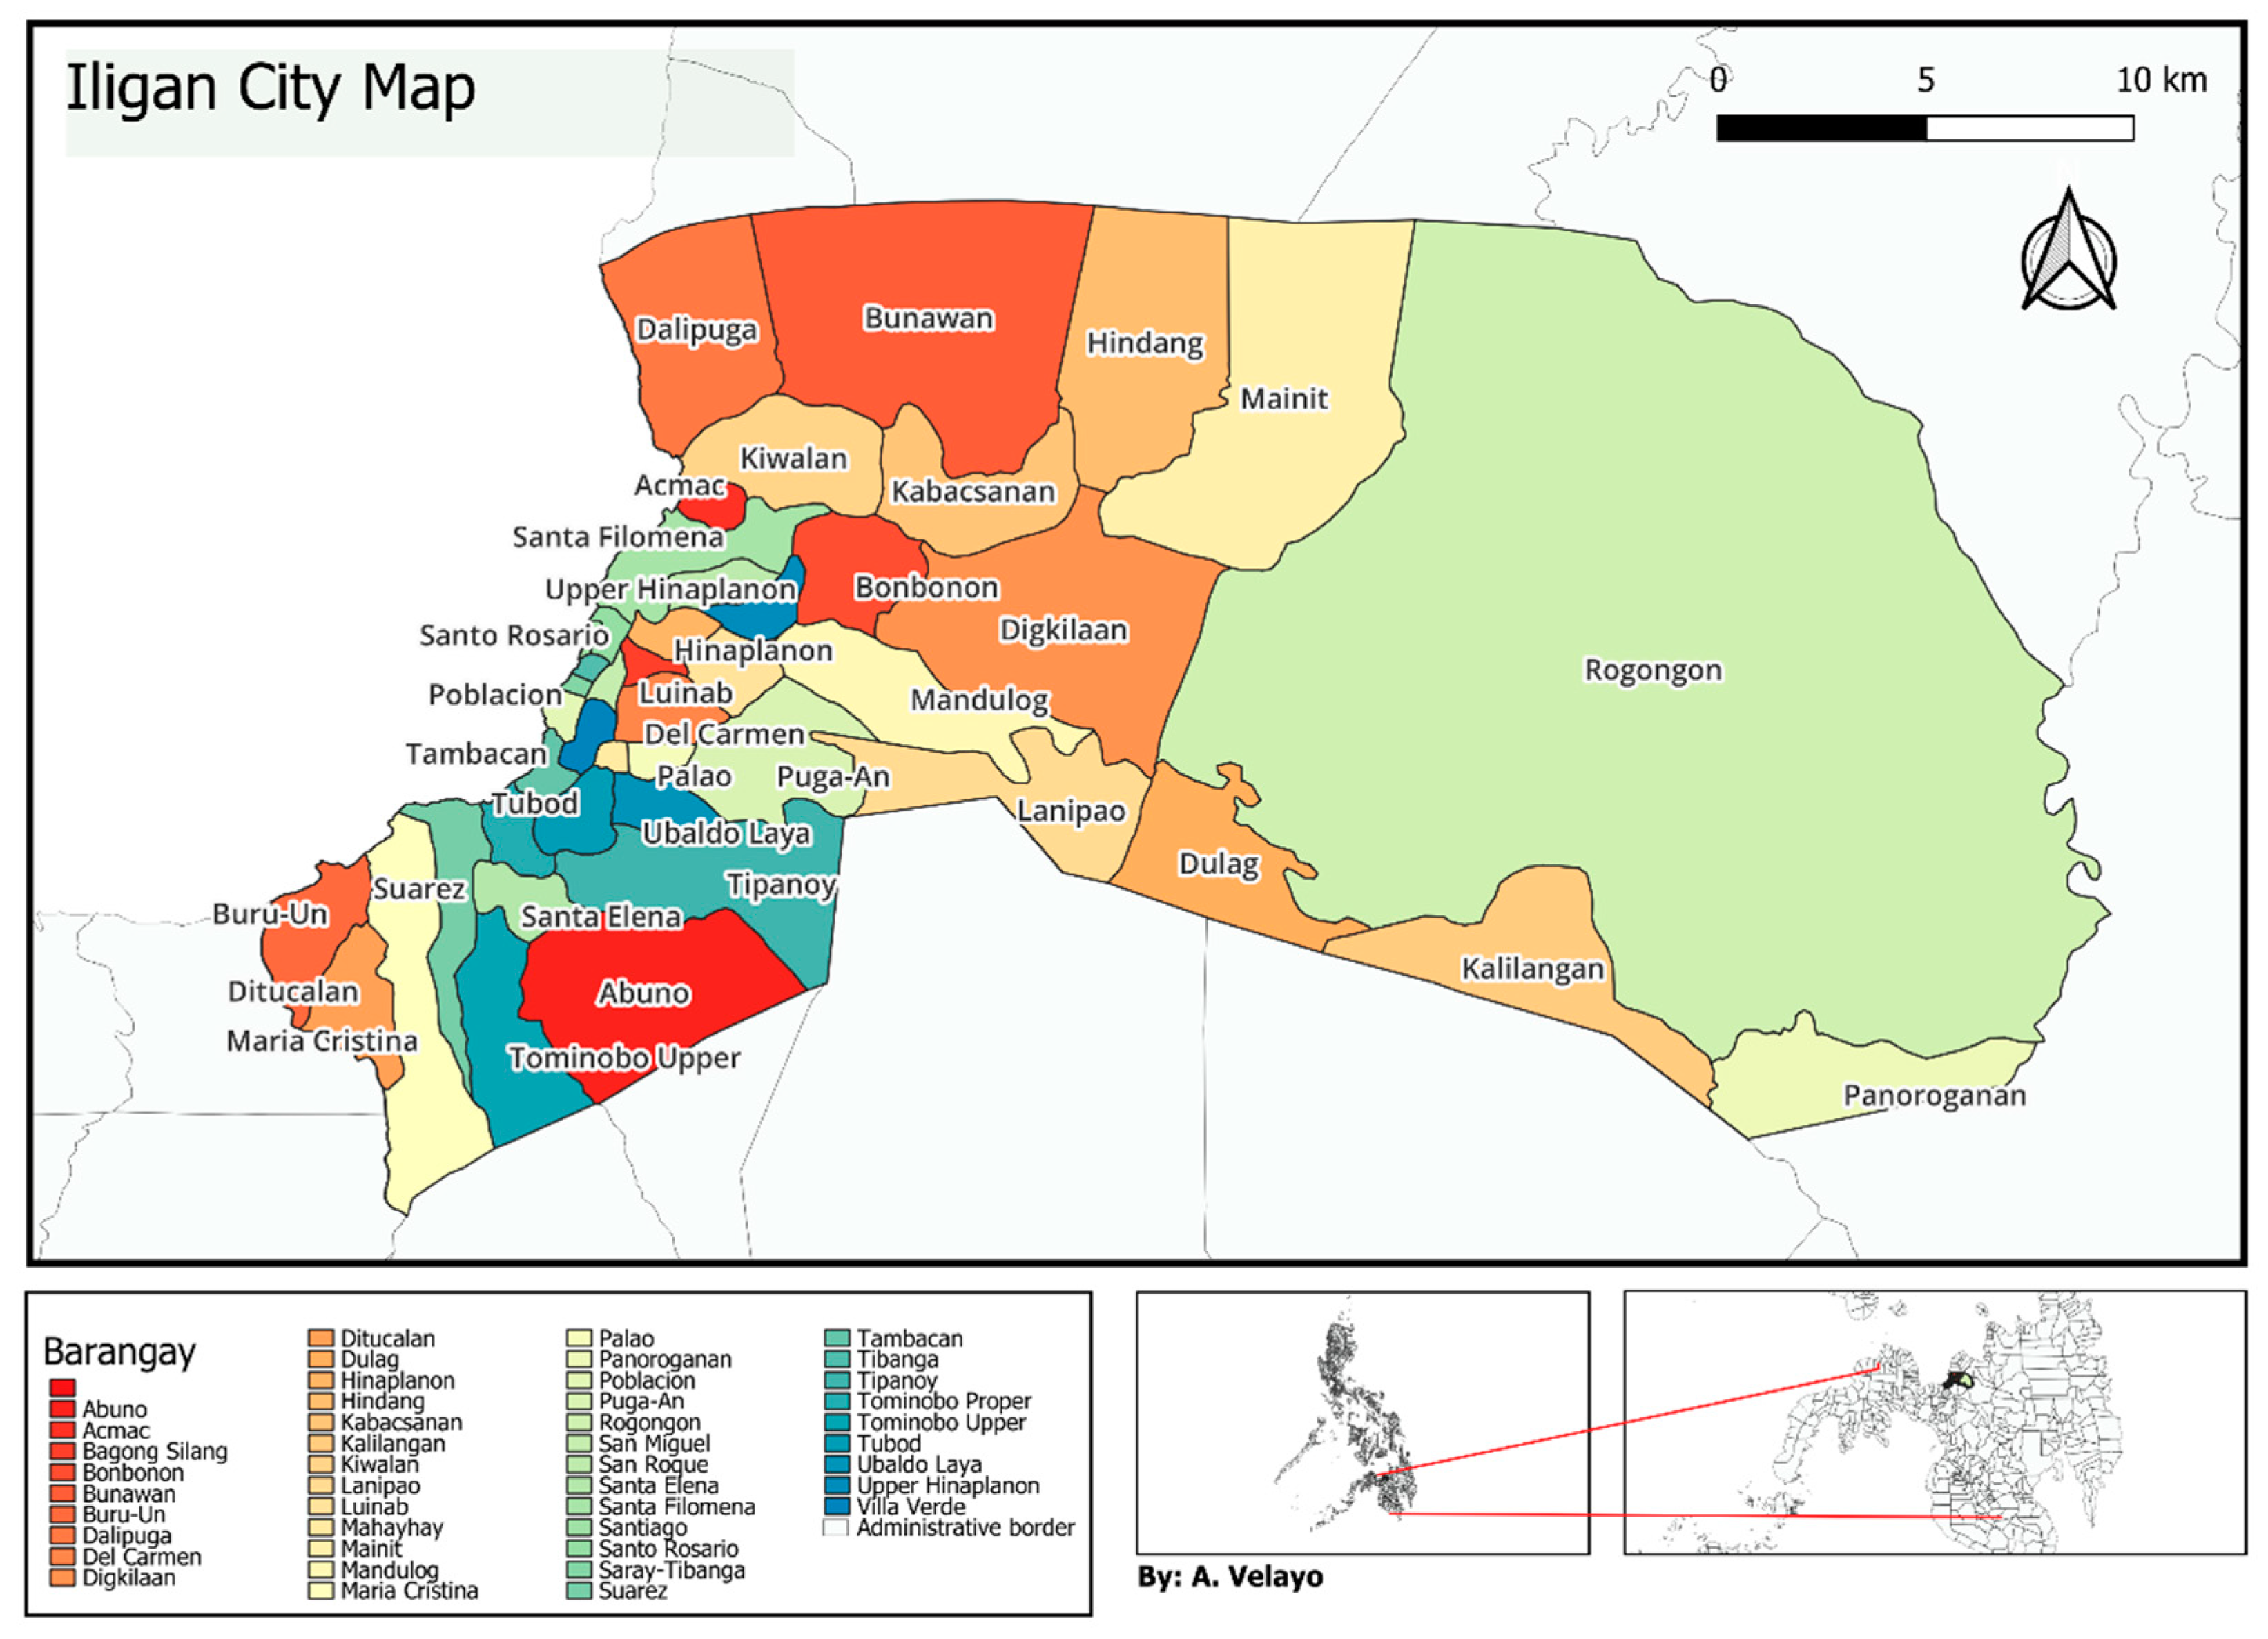 Iligan City Map
0 5 10 km
Dalipuga
Bunawan
Hindang
Mainit
Kiwalan
Acmac
Kabacsanan
Santa Filomena
Upper Hinaplanon
Bonbonon
Digkilaan
Santo Rosario
Hinaplanon
Rogongon
Poblacion
Luinab
Mandulog
Del Carmen
Tambacan
Palao
Puga-An
Tubod
Lanipao
Ubaldo Laya
Dulag
Suarez
Tipanoy
Buru-Un
Santa Elena
Kalilangan
Ditucalan
Abuno
Maria Cristina
Tominobo Upper
Panoroganan
Barangay
Abuno
Acmac
Bagong Silang
Bonbonon
Bunawan
Buru-Un
Dalipuga
Del Carmen
Digkilaan
Ditucalan
Dulag
Hinaplanon
Hindang
Kabacsanan
Kalilangan
Kiwalan
Lanipao
Luinab
Mahayhay
Mainit
Mandulog
Maria Cristina
Palao
Panoroganan
Poblacion
Puga-An
Rogongon
San Miguel
San Roque
Santa Elena
Santa Filomena
Santiago
Santo Rosario
Saray-Tibanga
Suarez
Tambacan
Tibanga
Tipanoy
Tominobo Proper
Tominobo Upper
Tubod
Ubaldo Laya
Upper Hinaplanon
Villa Verde
Administrative border
By: A. Velayo